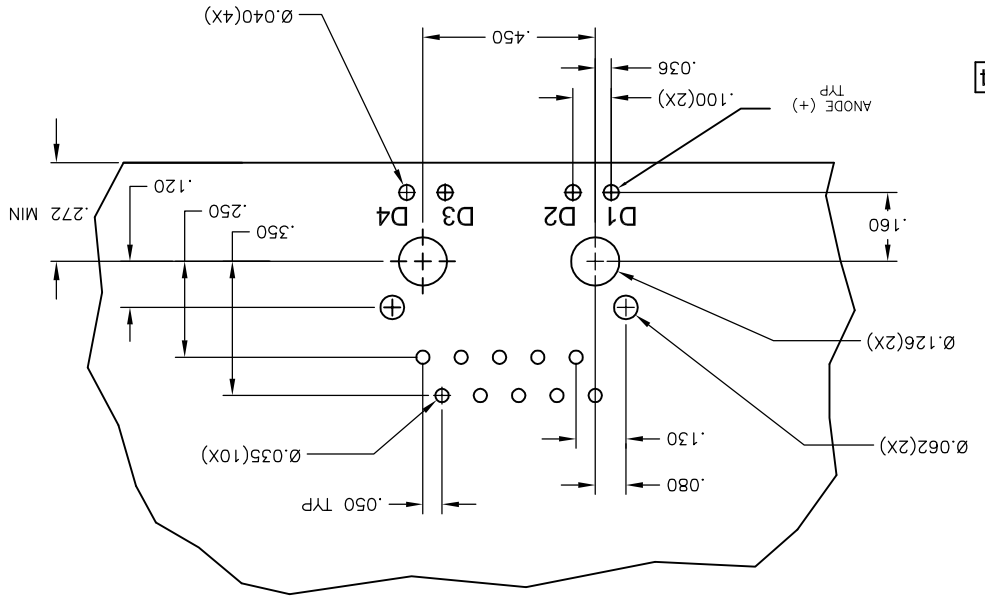 .080
.050 TYP
.130
Ø.062(2X)
Ø.035(10X)
Ø.126(2X)
.350
.160
D1
D2
D3
D4
.250
.272 MIN
.120
ANODE (+)
TYP
.100(2X)
.036
.450
Ø.040(4X)